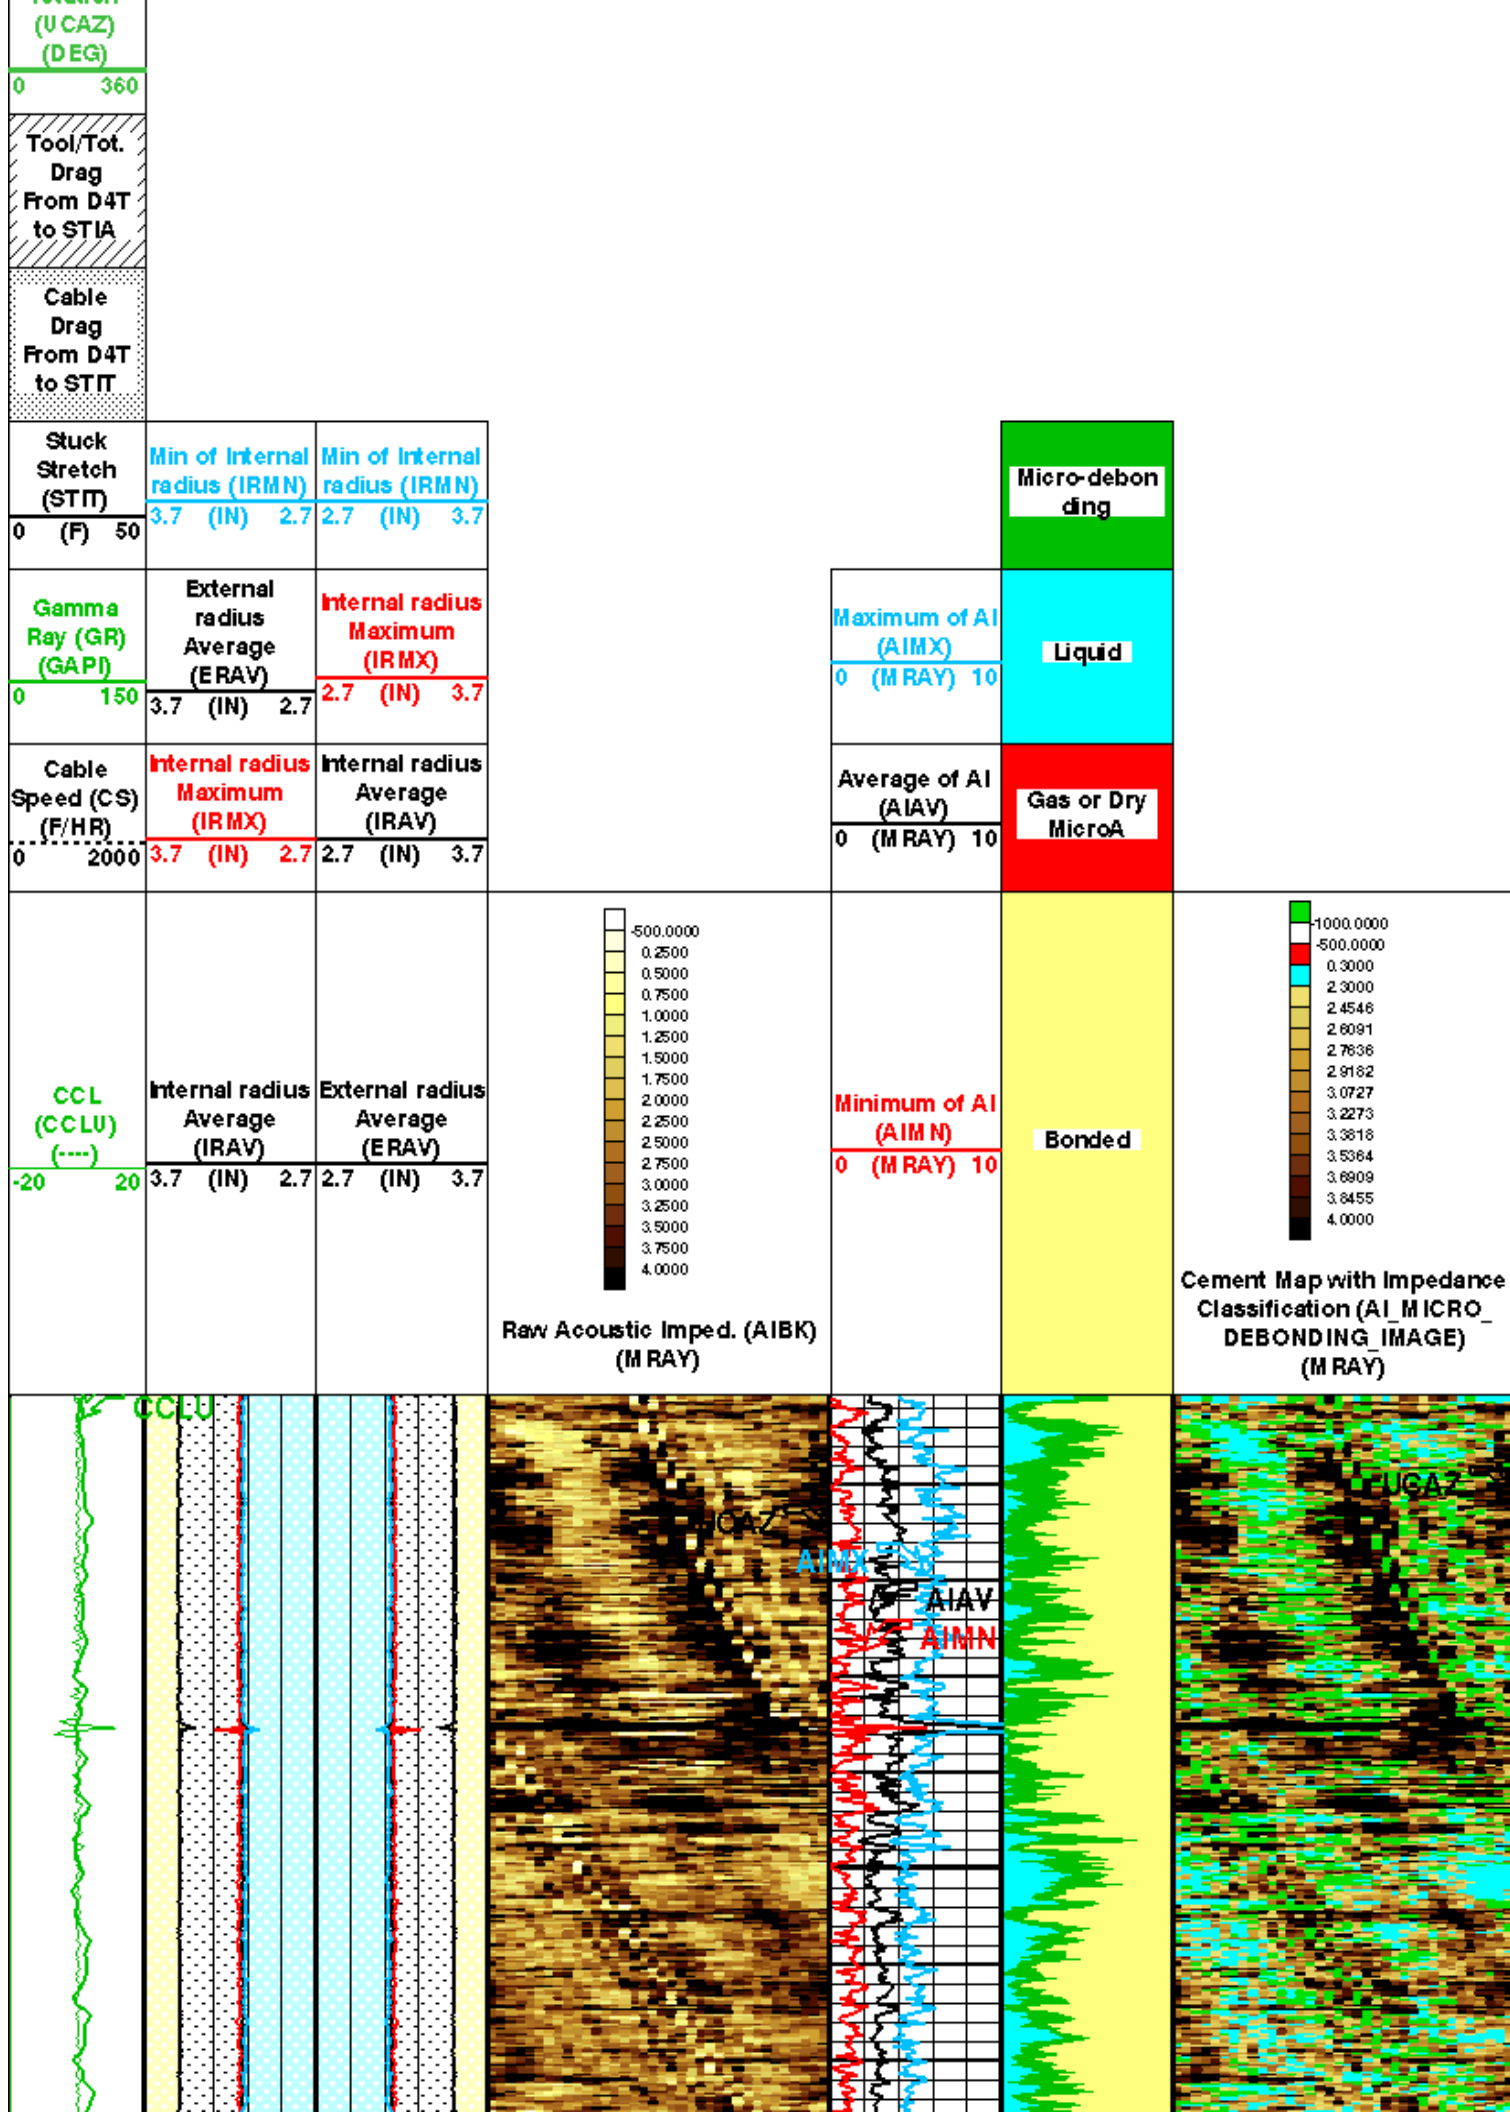 (UCAZ)
(DEG)
0 360
Tool/Tot.
Drag
From D4T
to STIA
Cable
Drag
From D4T
to STIT
Stuck
Stretch
(STIT)
0 (F) 50
Min of Internal
radius (IRMN)
3.7 (IN) 2.7
Min of Internal
radius (IRMN)
2.7 (IN) 3.7
Micro-debon
ding
Gamma
Ray (GR)
(GAPI)
0 150
External
radius
Average
(ERAV)
3.7 (IN) 2.7
Internal radius
Maximum
(IRMX)
2.7 (IN) 3.7
Maximum of AI
(AIMX)
0 (MRAY) 10
Liquid
Cable
Speed (CS)
(F/HR)
0 2000
Internal radius
Maximum
(IRMX)
3.7 (IN) 2.7
Internal radius
Average
(IRAV)
2.7 (IN) 3.7
Average of AI
(AIAV)
0 (MRAY) 10
Gas or Dry
MicroA
CCL
(CCLU)
(----)
-20 20
Internal radius
Average
(IRAV)
3.7 (IN) 2.7
External radius
Average
(ERAV)
2.7 (IN) 3.7
-500.0000
0.2500
0.5000
0.7500
1.0000
1.2500
1.5000
1.7500
2.0000
2.2500
2.5000
2.7500
3.0000
3.2500
3.5000
3.7500
4.0000
Raw Acoustic Imped. (AIBK)
(MRAY)
Minimum of AI
(AIMN)
0 (MRAY) 10
Bonded
-1000.0000
-500.0000
0.3000
2.3000
2.4546
2.6091
2.7636
2.9182
3.0727
3.2273
3.3818
3.5364
3.6909
3.8455
4.0000
Cement Map with Impedance
Classification (AI_MICRO_
DEBONDING_IMAGE)
(MRAY)
CCLU
UCAZ
UCAZ
AIMX
AIAV
AIMN